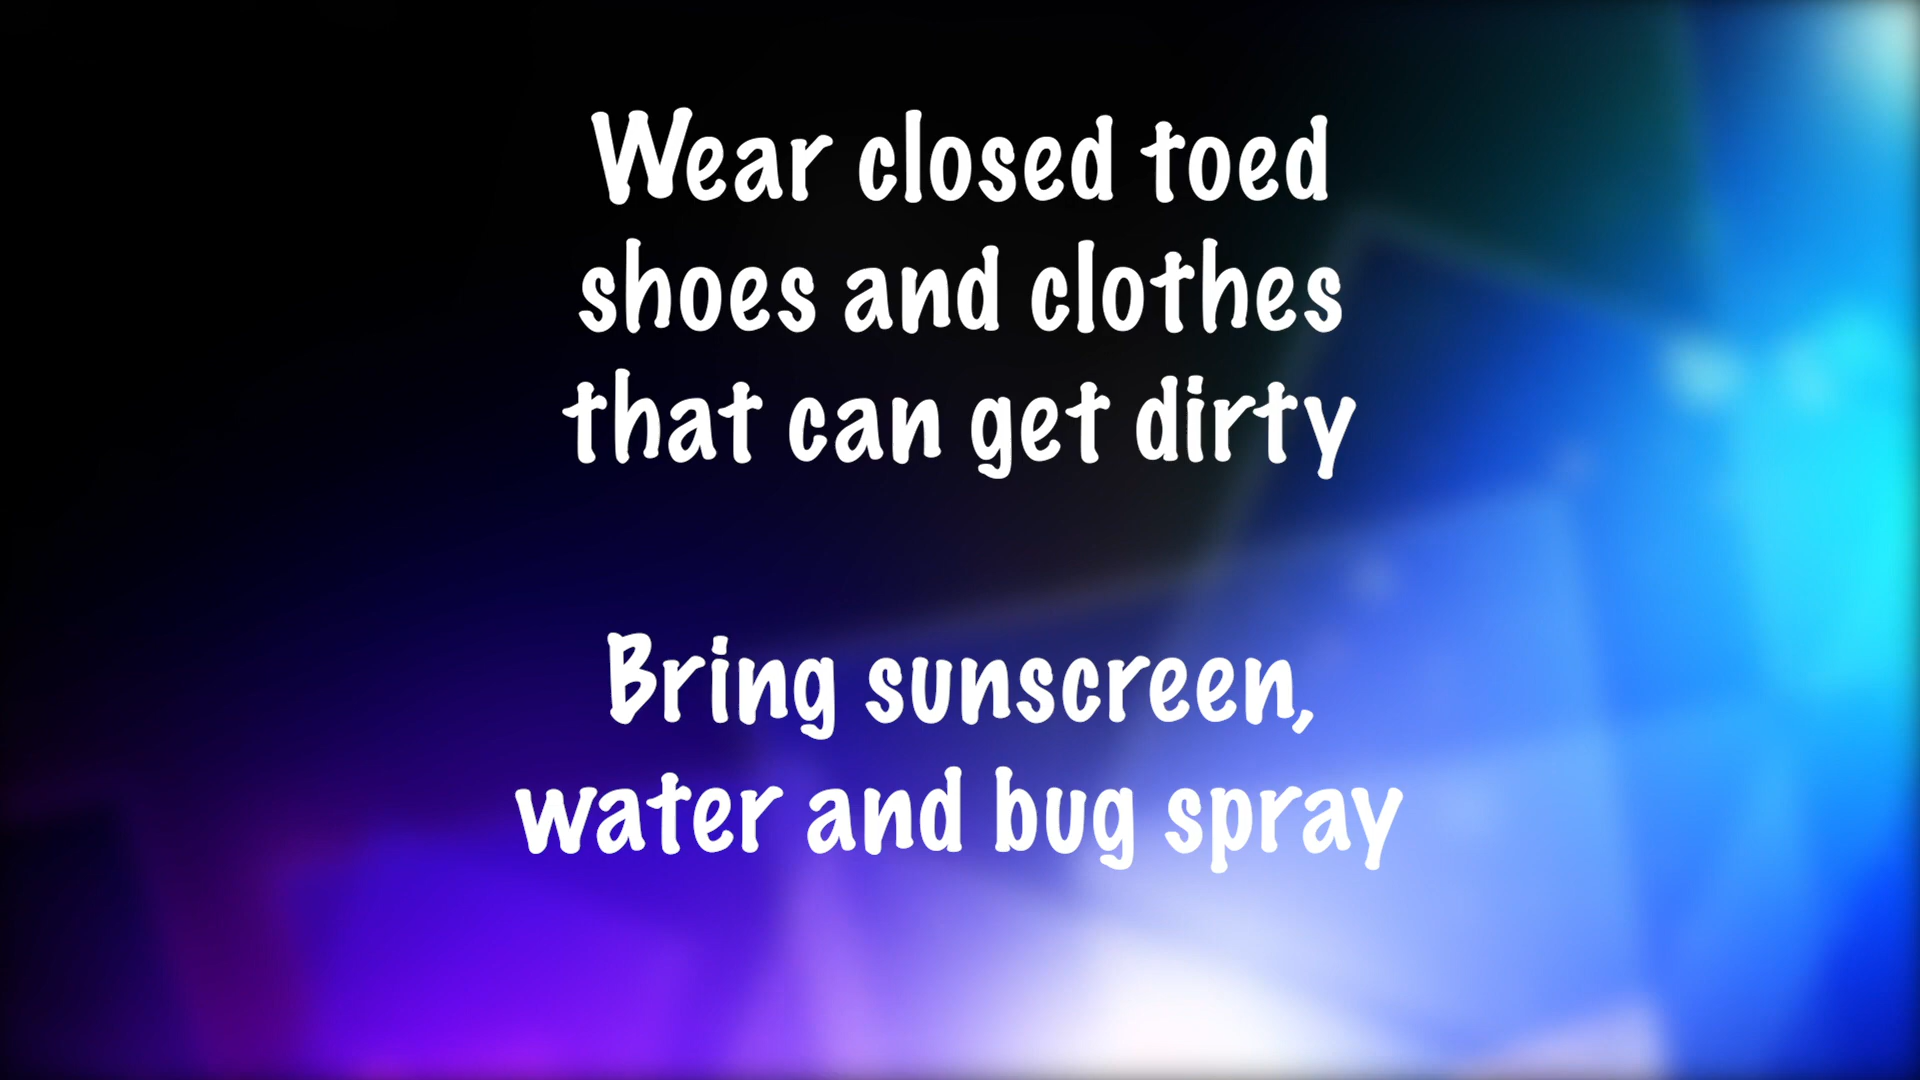 Wear closed toed
shoes and clothes
that can get dirty
Bring sunscreen,
water and bug spray